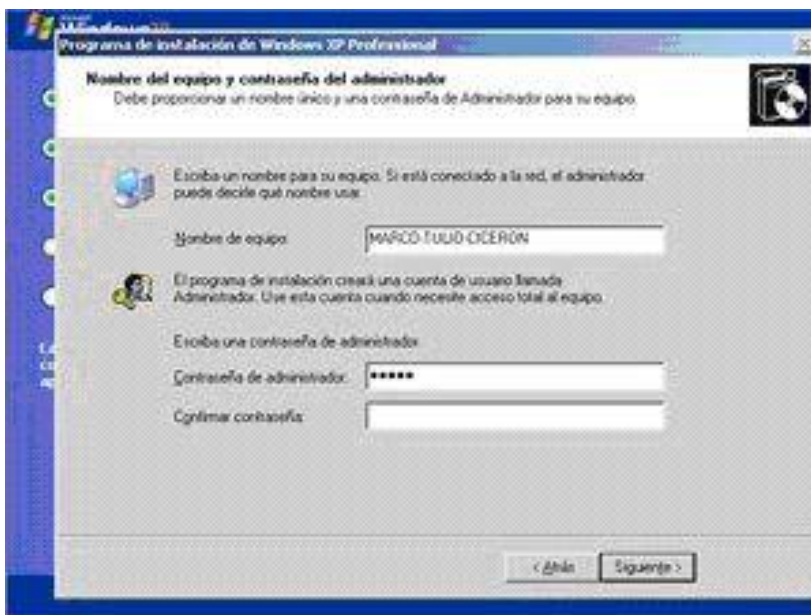 Windows XP
Programa de instalación de Windows XP Professional
Nombre del equipo y contraseña del administrador
Debe proporcionar un nombre único y una contraseña de Administrador para su equipo.
Escriba un nombre para su equipo. Si está conectado a la red, el administrador
puede decirle qué nombre usar.
Nombre de equipo:
MARCO-TULIO-CICERON
El programa de instalación creará una cuenta de usuario llamada
Administrador. Use esta cuenta cuando necesite acceso total al equipo.
Escriba una contraseña de administrador.
Contraseña de administrador:
•••••
Confirmar contraseña:
< Atrás
Siguiente >